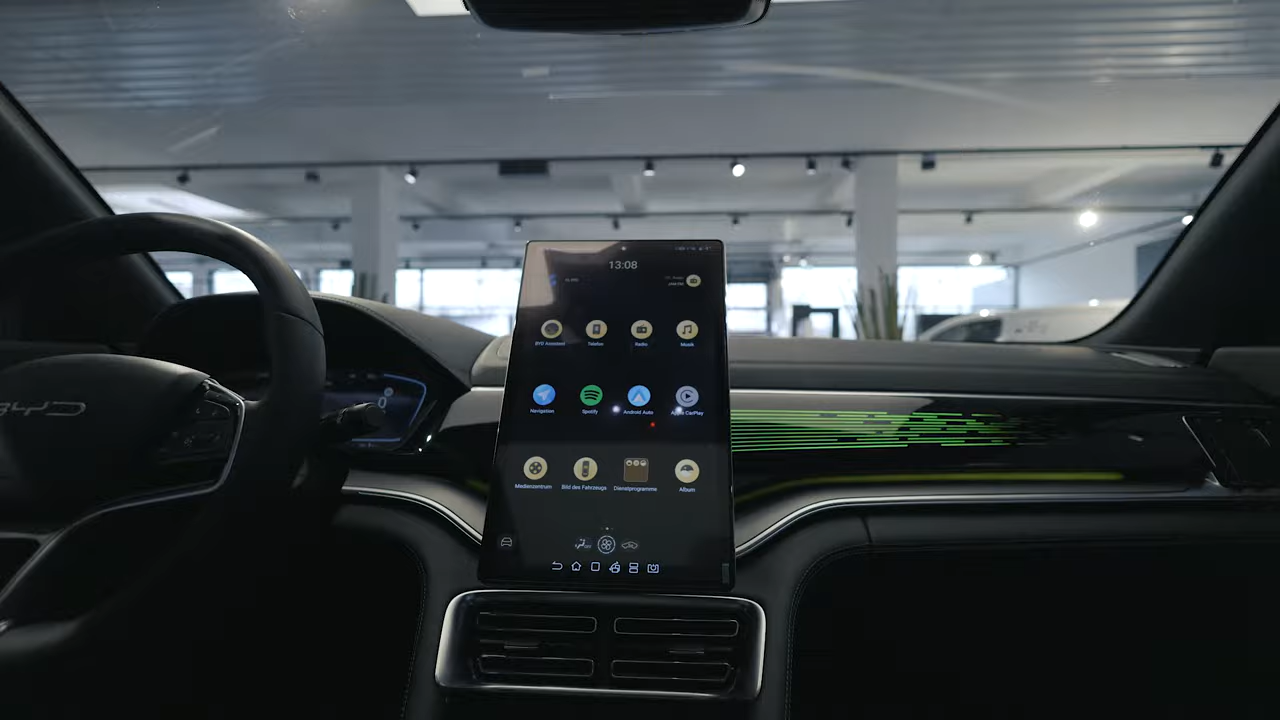 13:08
BYD Assistent Telefon Radio Musik
Navigation Spotify Android Auto Apple CarPlay
Medienzentrum Bild des Fahrzeugs Dienstprogramme Album
BYD
0